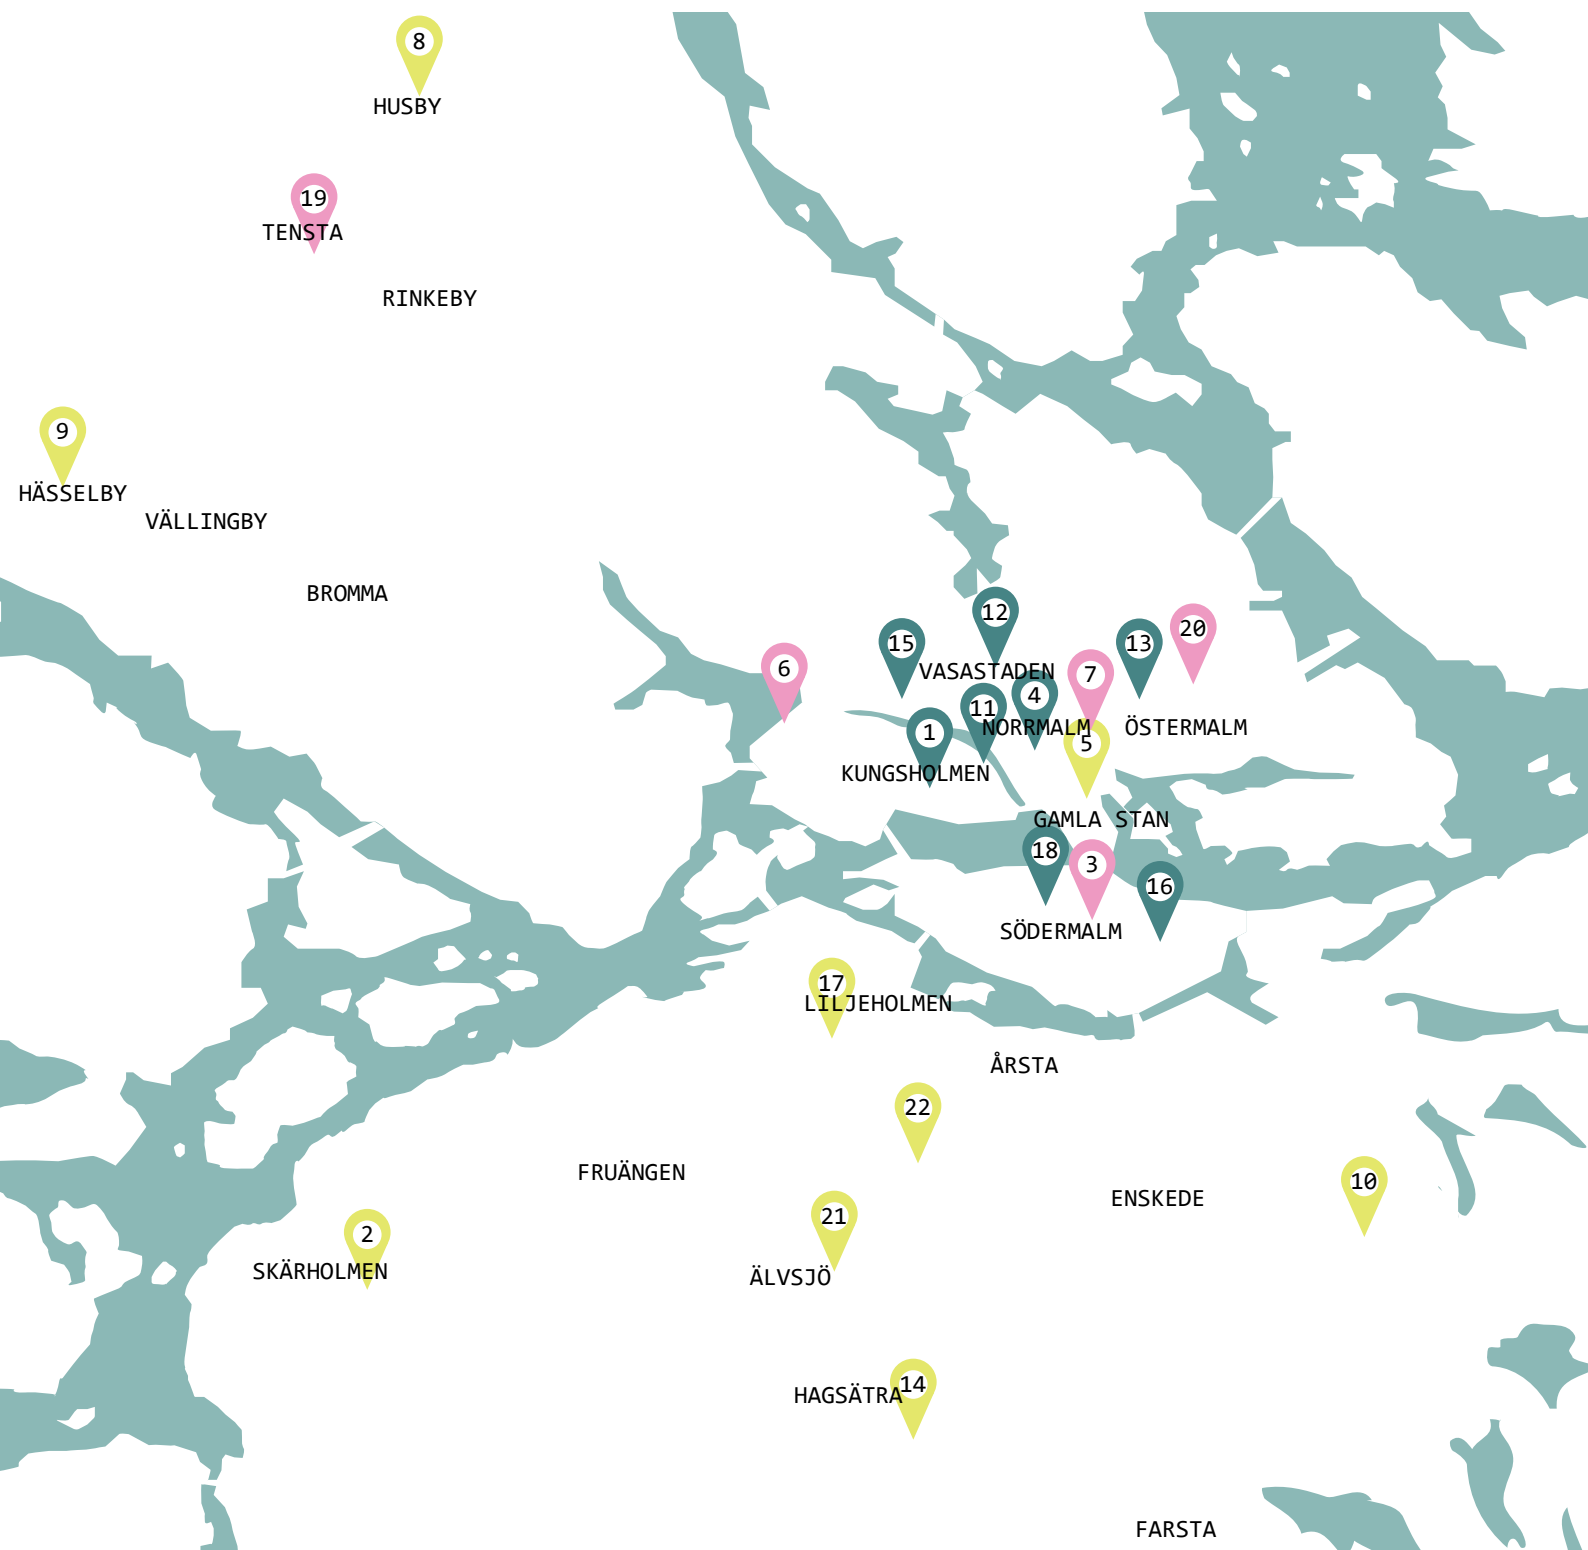 8
HUSBY
19
TENSTA
RINKEBY
9
HÄSSELBY
VÄLLINGBY
BROMMA
12
20
15
13
6
VASASTADEN
7
4
11
NORRMALM
ÖSTERMALM
1
5
KUNGSHOLMEN
GAMLA STAN
18
3
16
SÖDERMALM
17
LILJEHOLMEN
ÅRSTA
22
FRUÄNGEN
10
ENSKEDE
21
2
SKÄRHOLMEN
ÄLVSJÖ
14
HAGSÄTRA
FARSTA